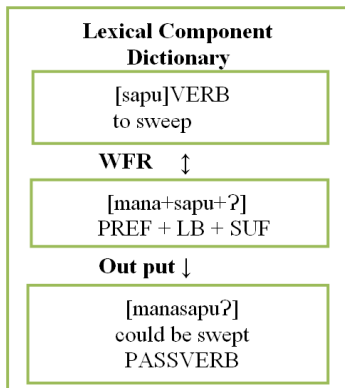 Lexical Component
Dictionary
[sapu]VERB
to sweep
WFR ↕
[mana+sapu+ʔ]
PREF + LB + SUF
Out put ↓
[manasapuʔ]
could be swept
PASSVERB